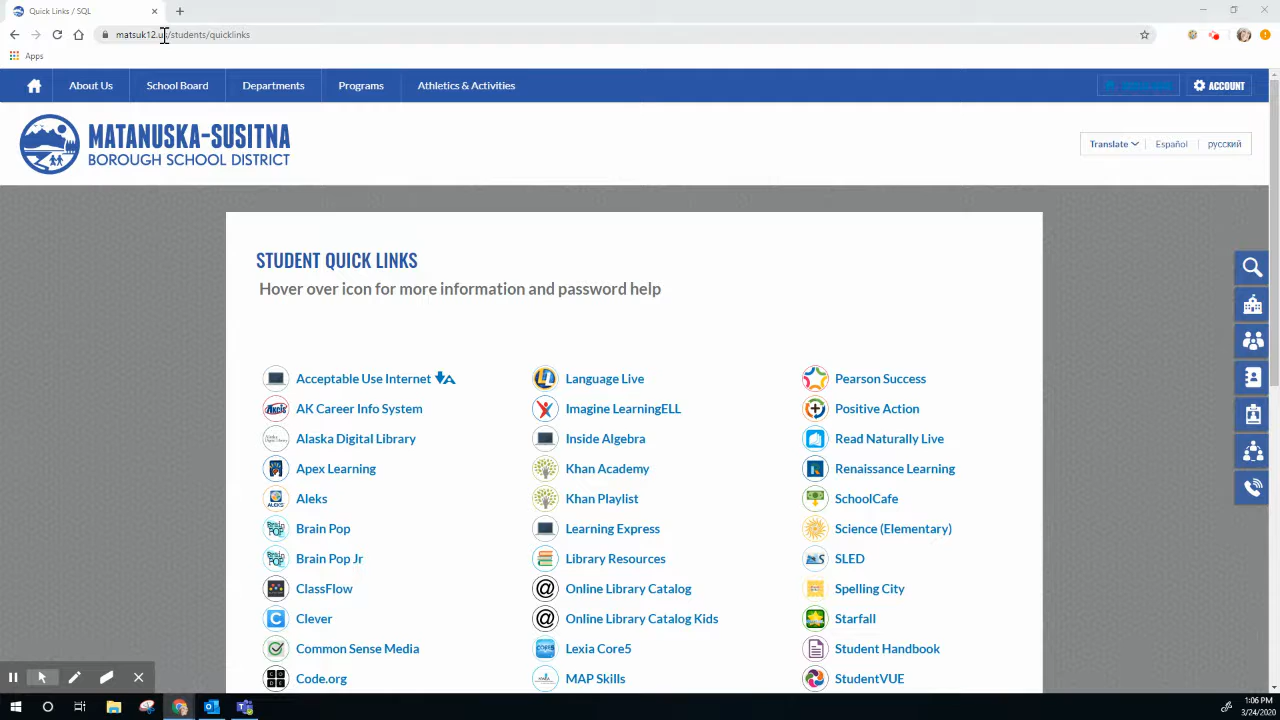 Quick Links / SQL
matsuk12.us/students/quicklinks
Apps
About Us School Board Departments Programs Athletics & Activities ACCOUNT
MATANUSKA-SUSITNA
BOROUGH SCHOOL DISTRICT
Translate Español русский
STUDENT QUICK LINKS
Hover over icon for more information and password help
Acceptable Use Internet Language Live Pearson Success
AK Career Info System Imagine LearningELL Positive Action
Alaska Digital Library Inside Algebra Read Naturally Live
Apex Learning Khan Academy Renaissance Learning
Aleks Khan Playlist SchoolCafe
Brain Pop Learning Express Science (Elementary)
Brain Pop Jr Library Resources SLED
ClassFlow Online Library Catalog Spelling City
Clever Online Library Catalog Kids Starfall
Common Sense Media Lexia Core5 Student Handbook
Code.org MAP Skills StudentVUE
1:06 PM
3/24/2020